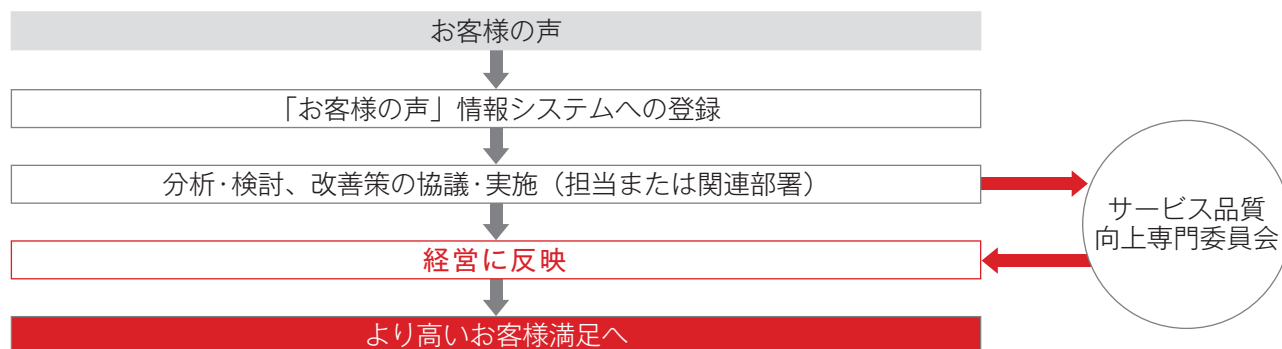 お客様の声
「お客様の声」情報システムへの登録
分析・検討、改善策の協議・実施（担当または関連部署）
サービス品質
向上専門委員会
経営に反映
より高いお客様満足へ